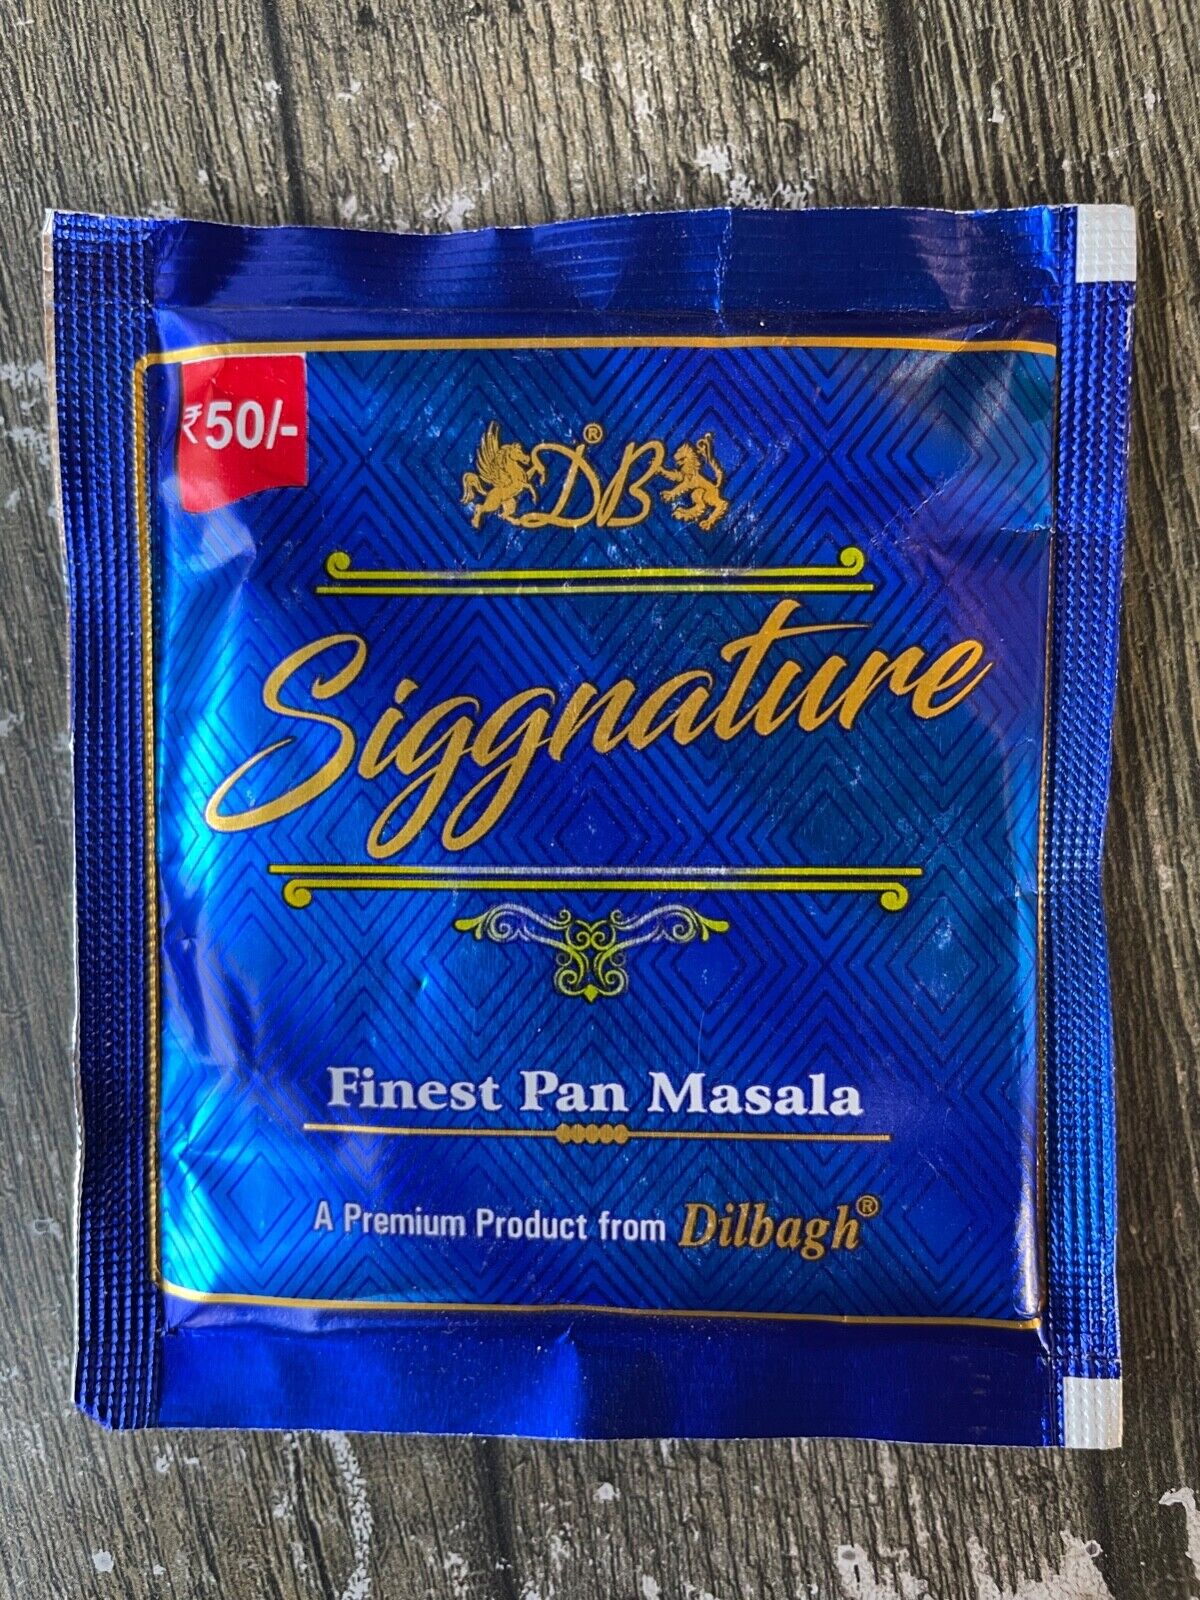 ₹50/-
DB®
Siggnature
Finest Pan Masala
A Premium Product from Dilbagh®